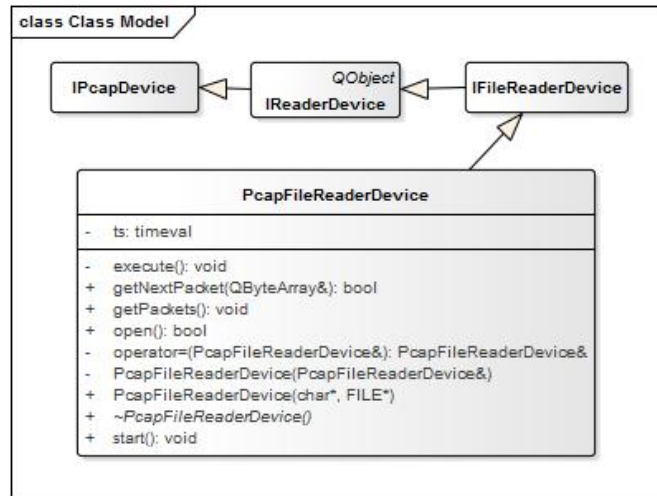 class Class Model
IPcapDevice
QObject
IReaderDevice
IFileReaderDevice
PcapFileReaderDevice
- ts: timeval
- execute(): void
+ getNextPacket(QByteArray&): bool
+ getPackets(): void
+ open(): bool
- operator=(PcapFileReaderDevice&): PcapFileReaderDevice&
- PcapFileReaderDevice(PcapFileReaderDevice&)
+ PcapFileReaderDevice(char*, FILE*)
+ ~PcapFileReaderDevice()
+ start(): void